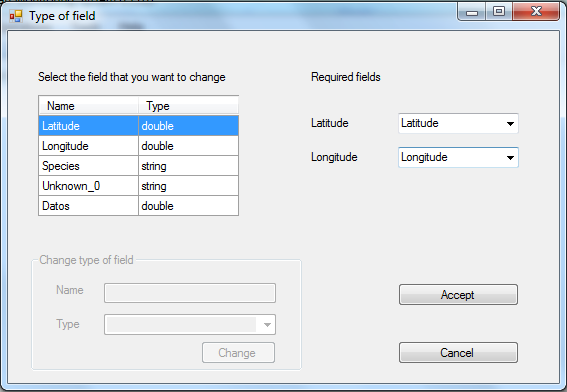 Type of field
Select the field that you want to change
Required fields
Name Type
Latitude double
Longitude double
Species string
Unknown_0 string
Datos double
Latitude Latitude
Longitude Longitude
Change type of field
Name
Type
Change
Accept
Cancel